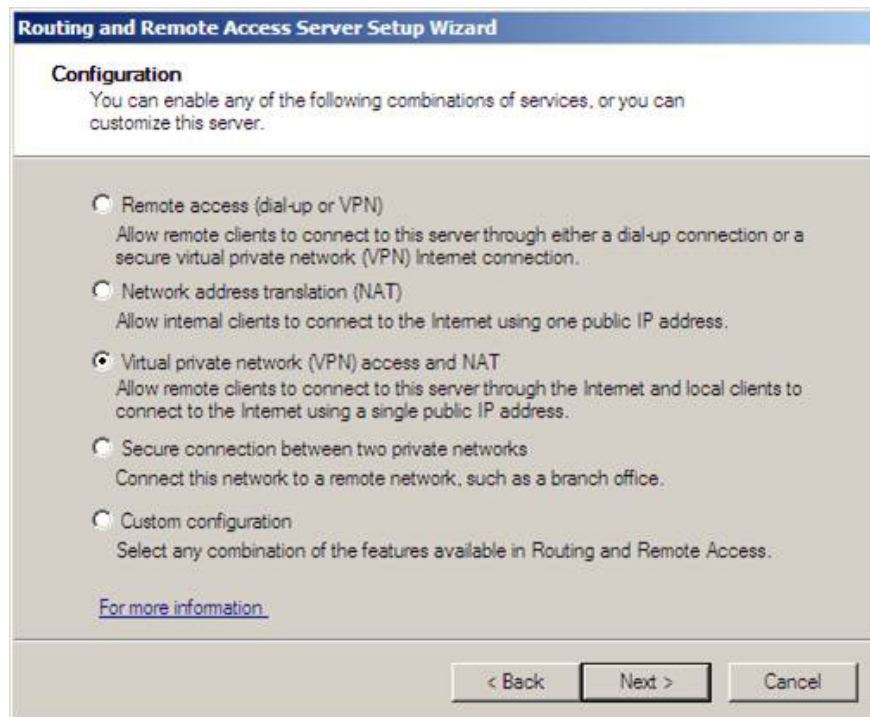 Routing and Remote Access Server Setup Wizard
Configuration
You can enable any of the following combinations of services, or you can
customize this server.
Remote access (dial-up or VPN)
Allow remote clients to connect to this server through either a dial-up connection or a
secure virtual private network (VPN) Internet connection.
Network address translation (NAT)
Allow internal clients to connect to the Internet using one public IP address.
Virtual private network (VPN) access and NAT
Allow remote clients to connect to this server through the Internet and local clients to
connect to the Internet using a single public IP address.
Secure connection between two private networks
Connect this network to a remote network, such as a branch office.
Custom configuration
Select any combination of the features available in Routing and Remote Access.
For more information
< Back Next > Cancel